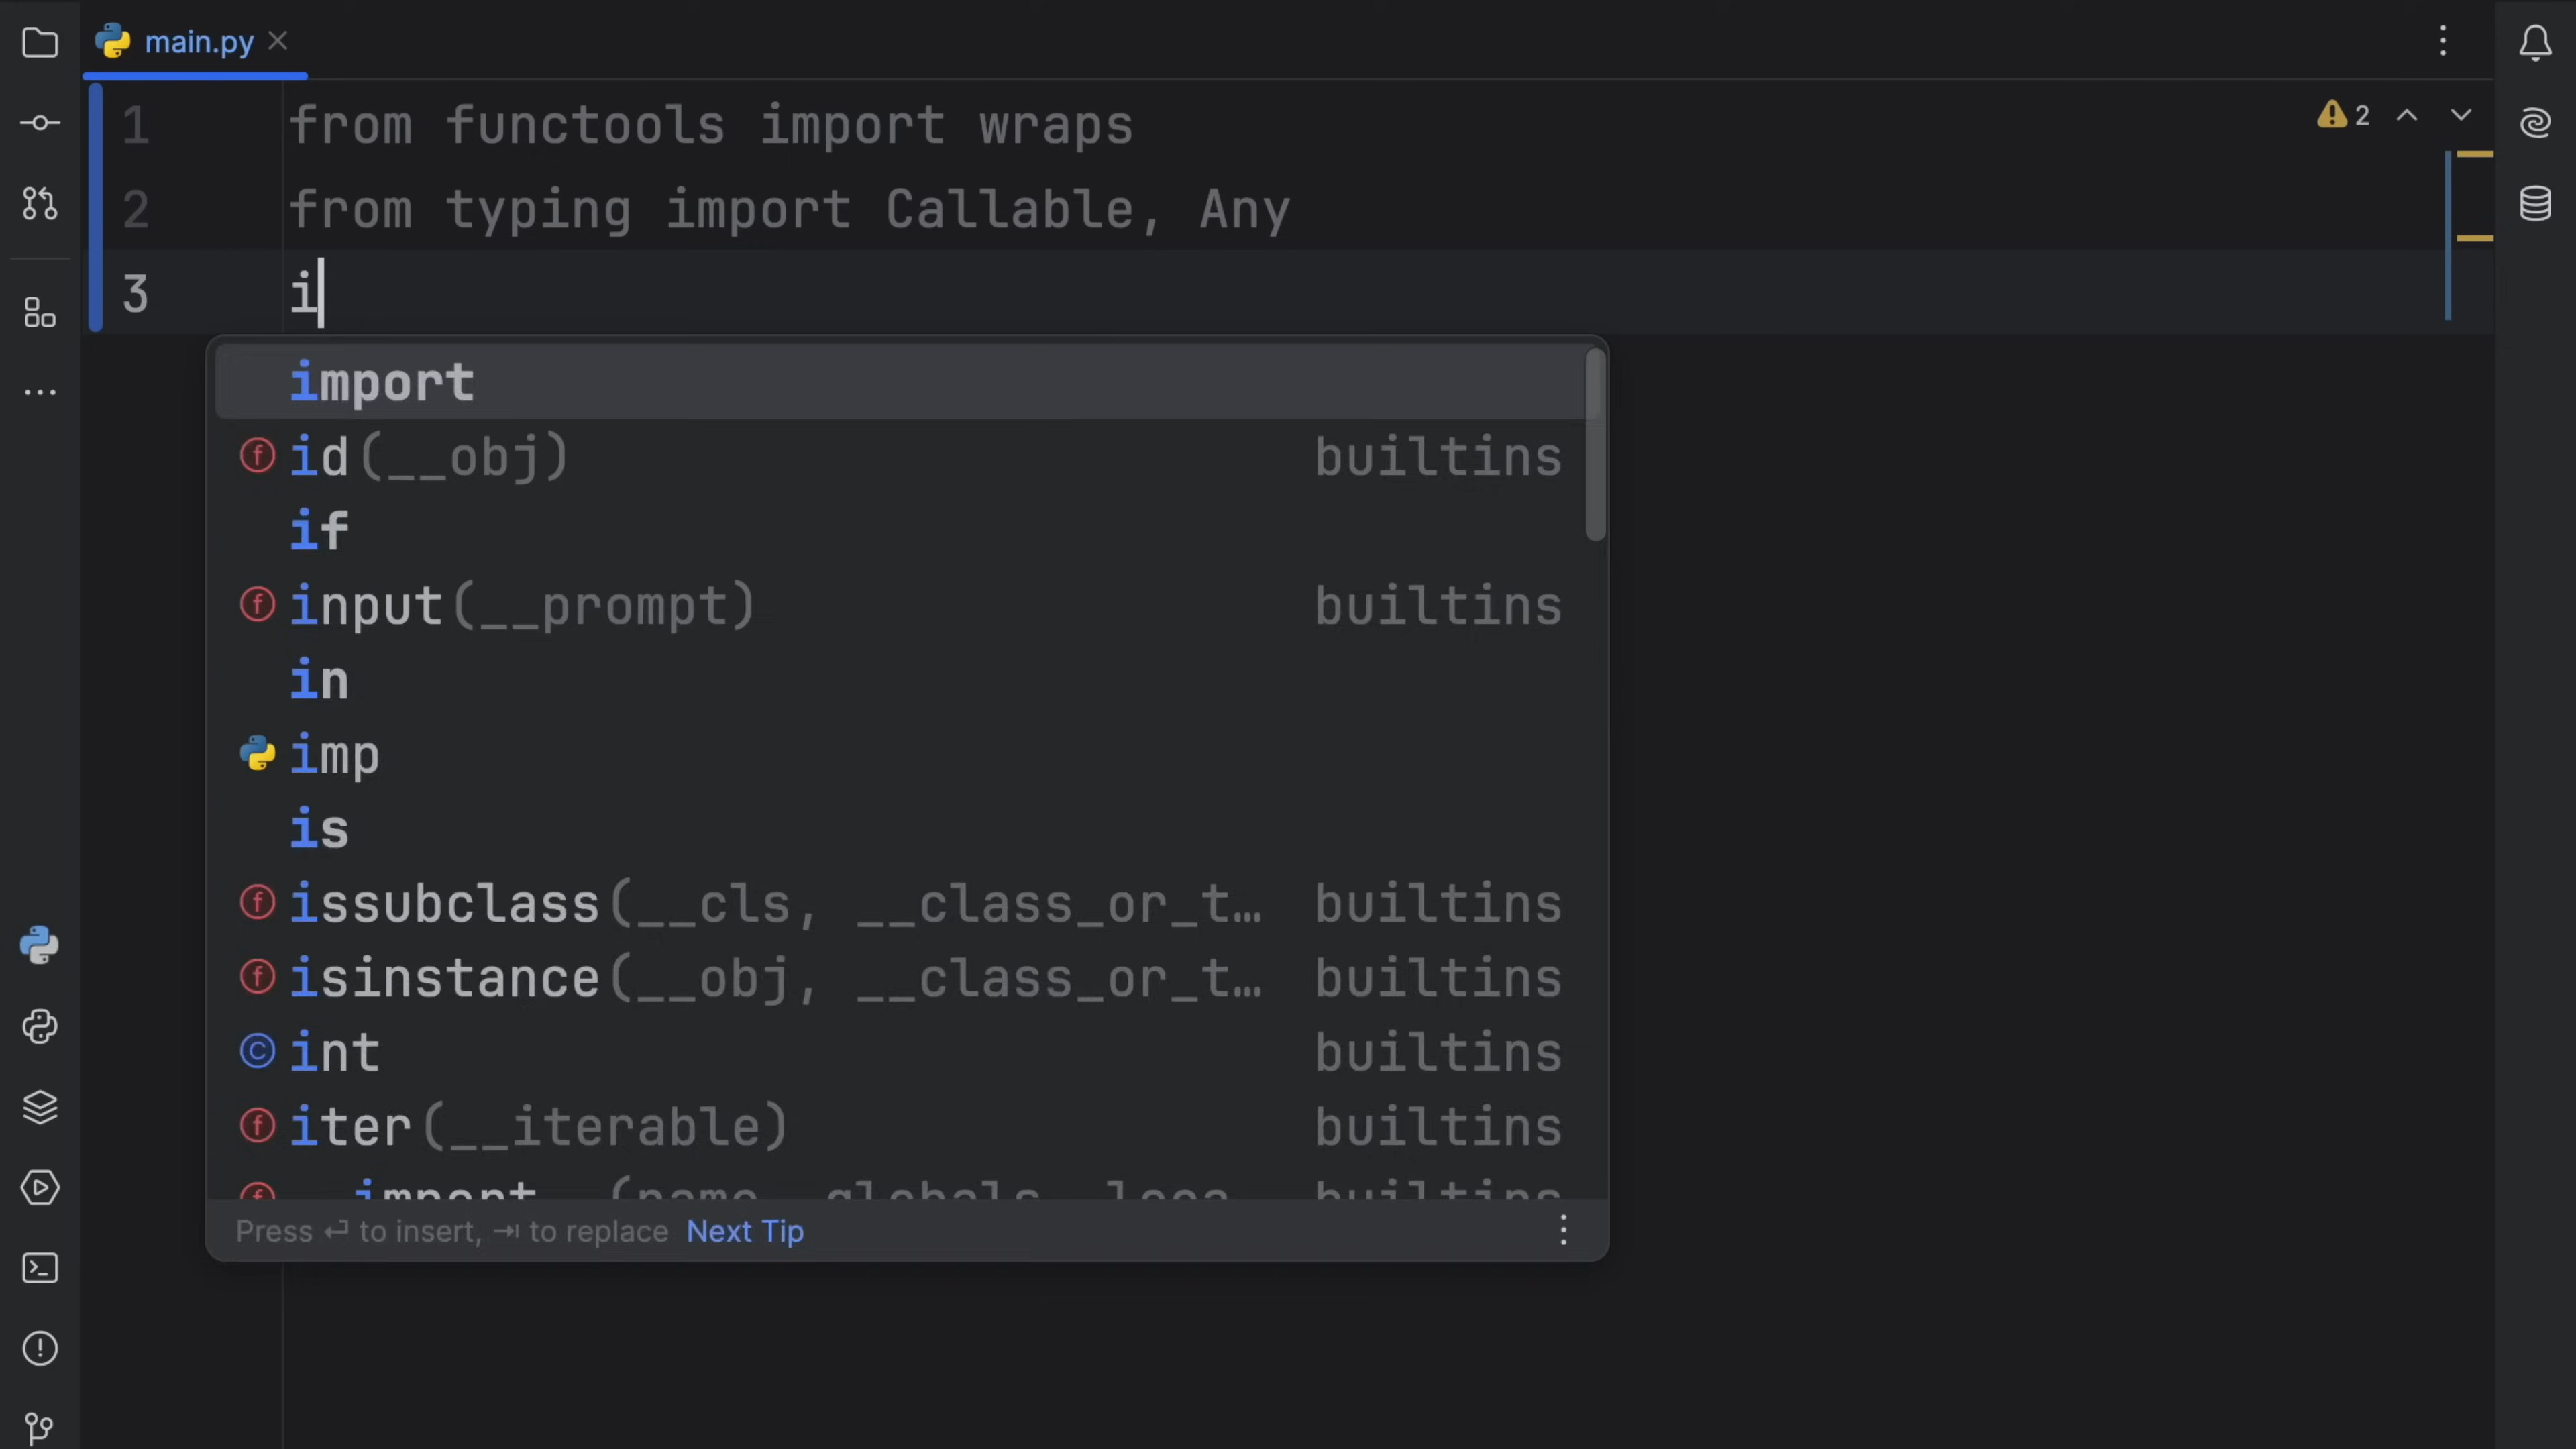 main.py
2
1 from functools import wraps
2 from typing import Callable, Any
3 i
import
id(__obj) builtins
if
input(__prompt) builtins
in
imp
is
issubclass(__cls, __class_or_t… builtins
isinstance(__obj, __class_or_t… builtins
int builtins
iter(__iterable) builtins
Press ⏎ to insert, ⇥ to replace Next Tip